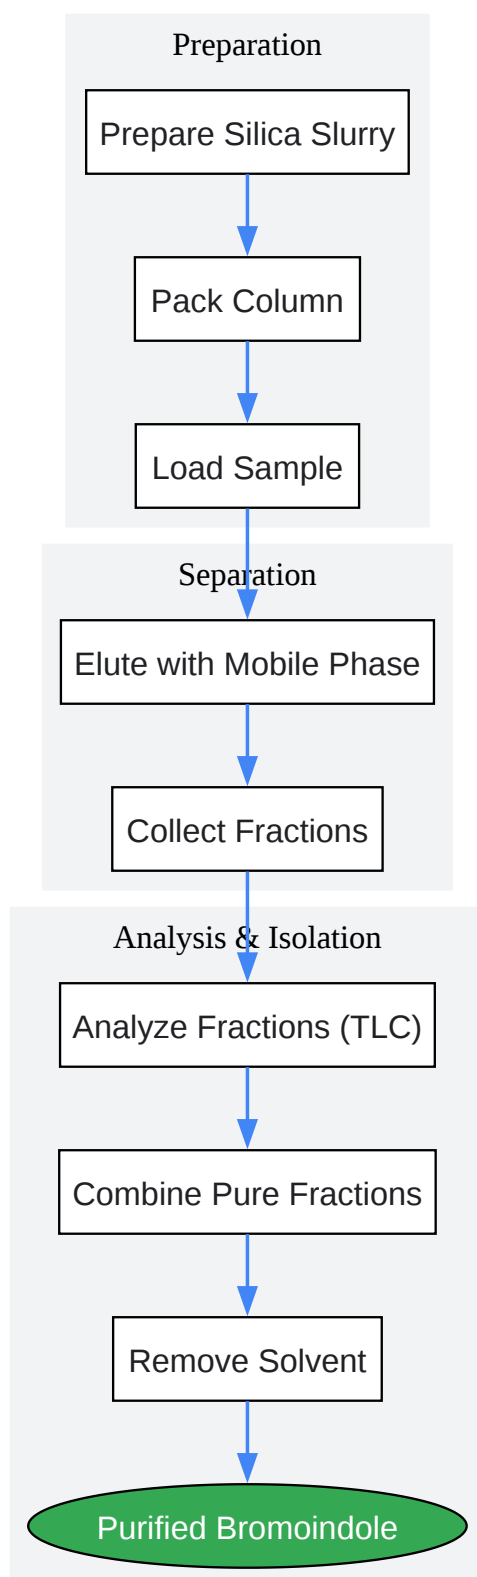 Preparation
Prepare Silica Slurry
Pack Column
Load Sample
Separation
Elute with Mobile Phase
Collect Fractions
Analysis & Isolation
Analyze Fractions (TLC)
Combine Pure Fractions
Remove Solvent
Purified Bromoindole